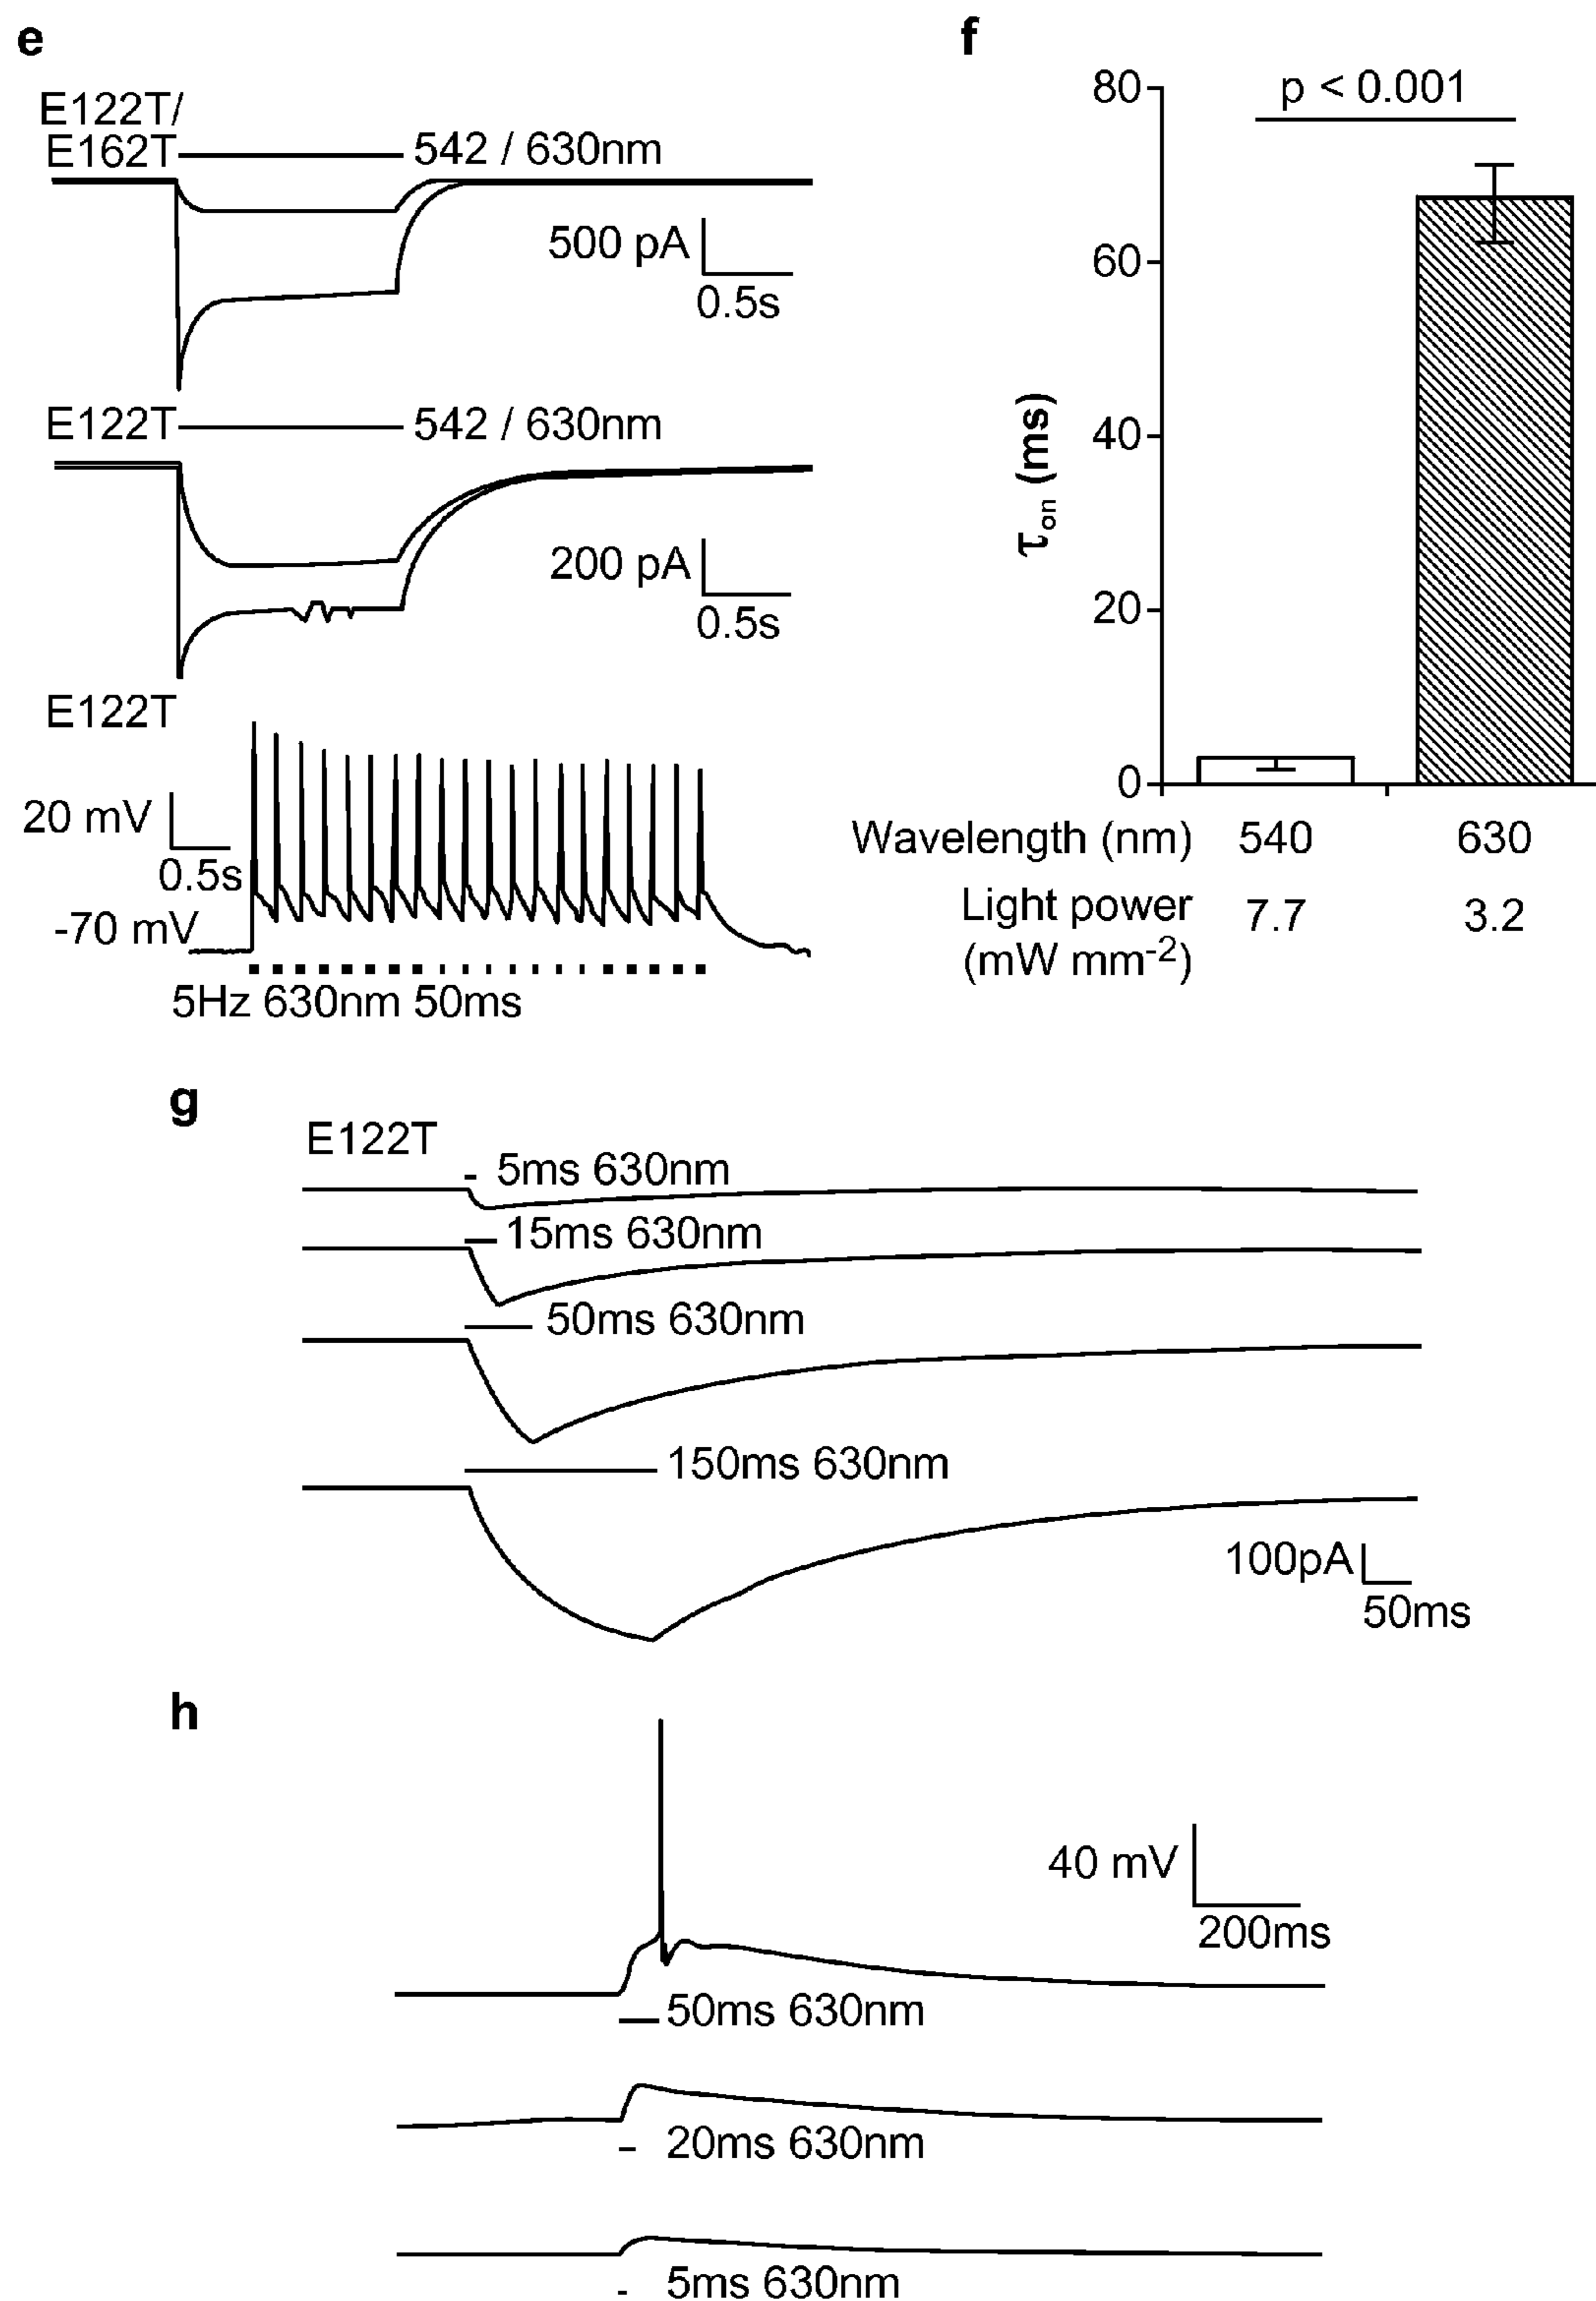 e
E122T/
E162T
542 / 630nm
500 pA
0.5s
E122T
542 / 630nm
200 pA
0.5s
E122T
20 mV
0.5s
-70 mV
5Hz 630nm 50ms
f
p < 0.001
80
60
40
20
0
τon (ms)
Wavelength (nm) 540 630
Light power
(mW mm-2) 7.7 3.2
g
E122T
5ms 630nm
15ms 630nm
50ms 630nm
150ms 630nm
100pA
50ms
h
40 mV
200ms
50ms 630nm
20ms 630nm
5ms 630nm